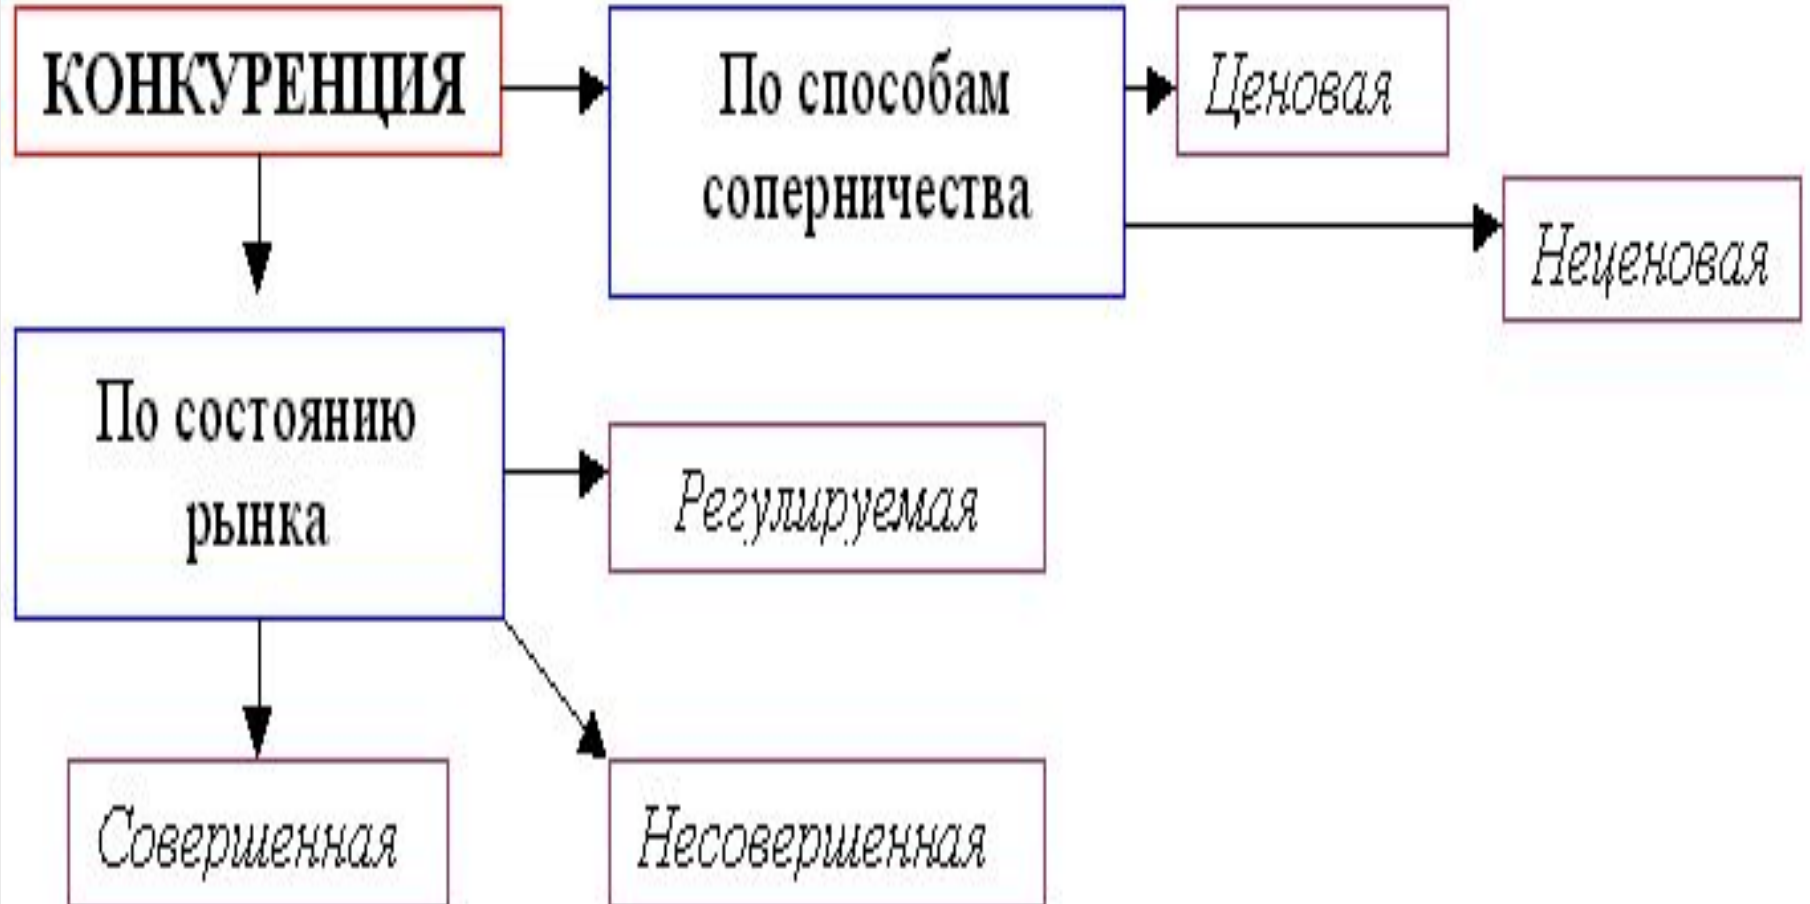 КОНКУРЕНЦИЯ
По способам
соперничества
Ценовая
Неценовая
По состоянию
рынка
Регулируемая
Совершенная
Несовершенная